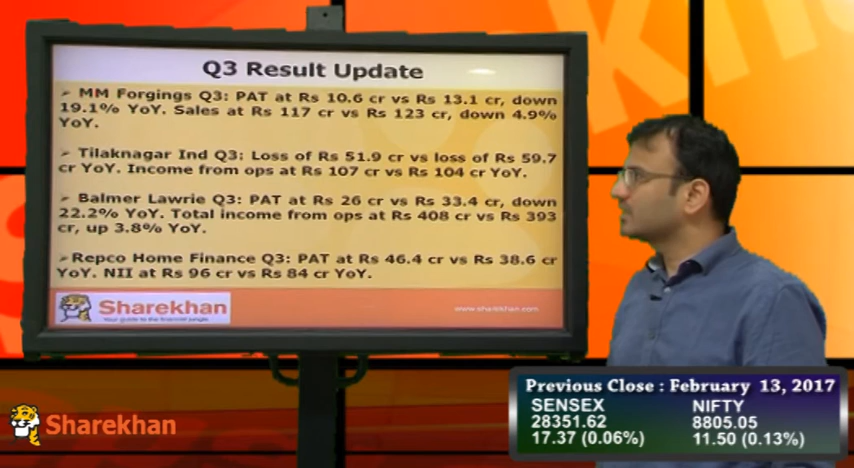 Q3 Result Update
➢ MM Forgings Q3: PAT at Rs 10.6 cr vs Rs 13.1 cr, down
19.1% YoY. Sales at Rs 117 cr vs Rs 123 cr, down 4.9%
YoY.
➢ Tilaknagar Ind Q3: Loss of Rs 51.9 cr vs loss of Rs 59.7
cr YoY. Income from ops at Rs 107 cr vs Rs 104 cr YoY.
➢ Balmer Lawrie Q3: PAT at Rs 26 cr vs Rs 33.4 cr, down
22.2% YoY. Total income from ops at Rs 408 cr vs Rs 393
cr, up 3.8% YoY.
➢Repco Home Finance Q3: PAT at Rs 46.4 cr vs Rs 38.6 cr
YoY. NII at Rs 96 cr vs Rs 84 cr YoY.
Sharekhan
Your guide to the financial jungle
www.sharekhan.com
Sharekhan
Previous Close : February 13, 2017
SENSEX NIFTY
28351.62 8805.05
17.37 (0.06%) 11.50 (0.13%)